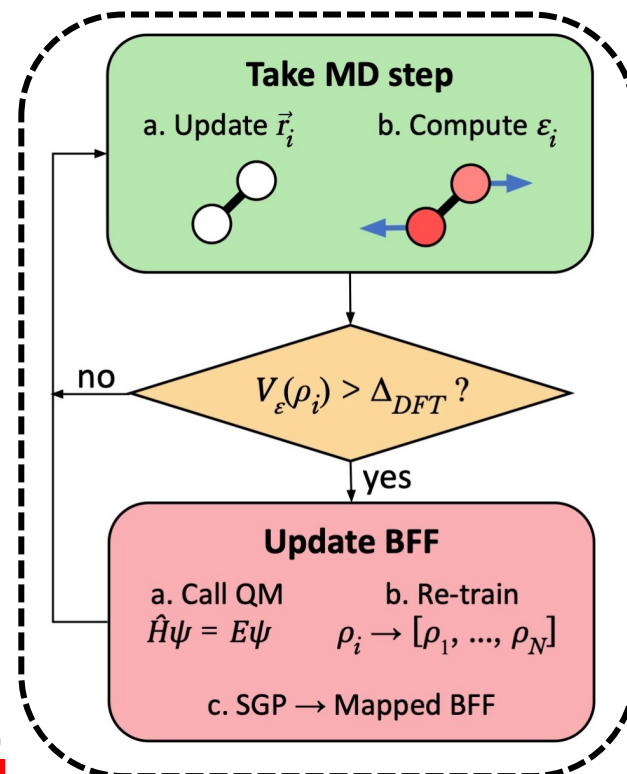 Take MD step
a. Update r⃗ᵢ b. Compute εᵢ
no
V_ε(ρᵢ) > Δ_DFT ?
yes
Update BFF
a. Call QM b. Re-train
Ĥψ = Eψ ρᵢ → [ρ₁, ..., ρ_N]
c. SGP → Mapped BFF